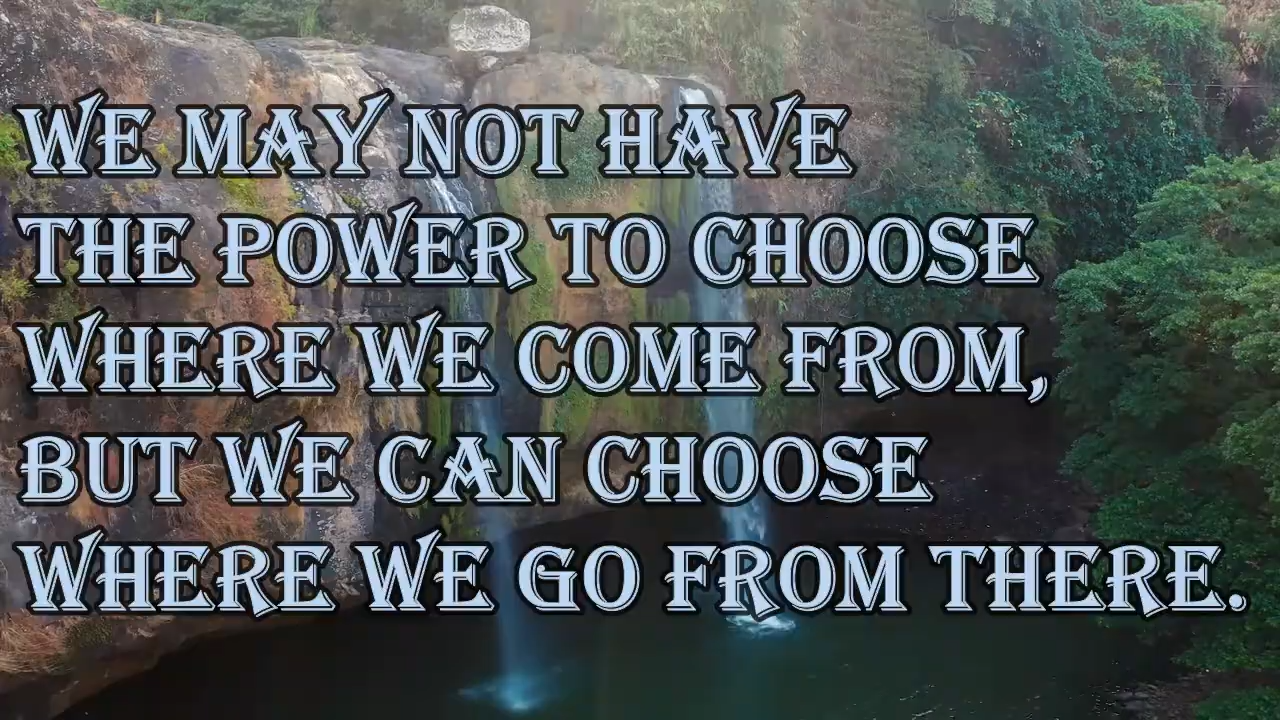 WE MAY NOT HAVE
THE POWER TO CHOOSE
WHERE WE COME FROM,
BUT WE CAN CHOOSE
WHERE WE GO FROM THERE.